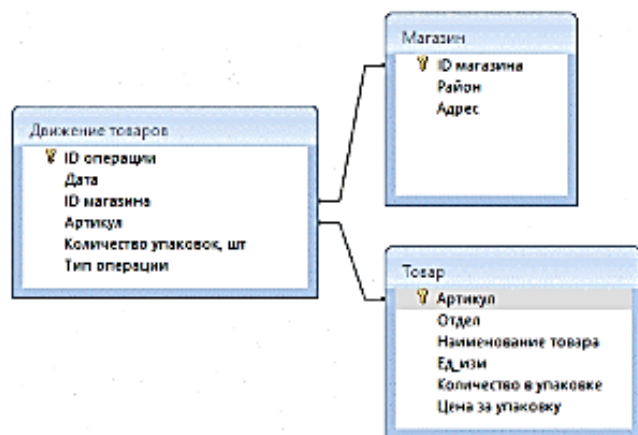 Магазин
ID магазина
Район
Адрес
Движение товаров
ID операции
Дата
ID магазина
Артикул
Количество упаковок, шт
Тип операции
Товар
Артикул
Отдел
Наименование товара
Ед_изм
Количество в упаковке
Цена за упаковку